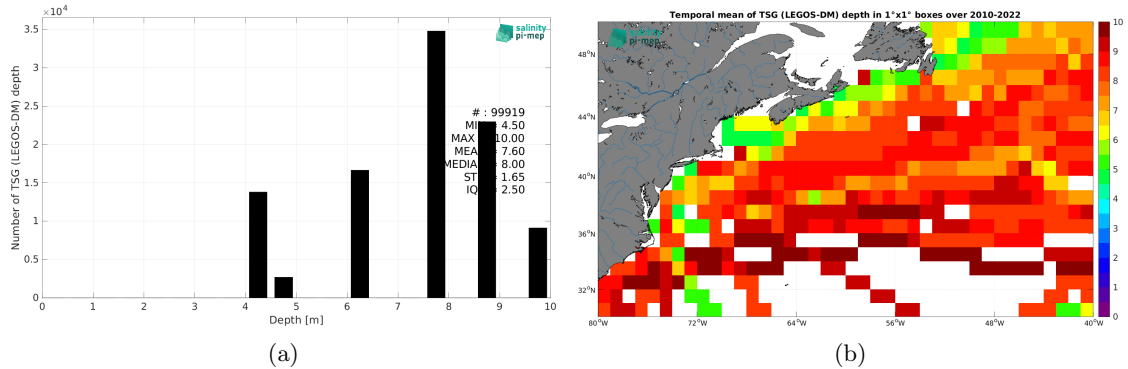 ×10⁴
salinity
pi-mep
3.5
3
2.5
2
1.5
1
0.5
0
Number of TSG (LEGOS-DM) depth
# : 99919
4.50
MAX 10.00
7.60
8.00
1.65
2.50
0 1 2 3 4 5 6 7 8 9 10
Depth [m]
(a)
Temporal mean of TSG (LEGOS-DM) depth in 1°x1° boxes over 2010-2022
pi-mep
48°N
44°N
40°N
36°N
32°N
80°W 72°W 64°W 56°W 48°W 40°W
10
9
8
7
6
5
4
3
2
1
0
(b)